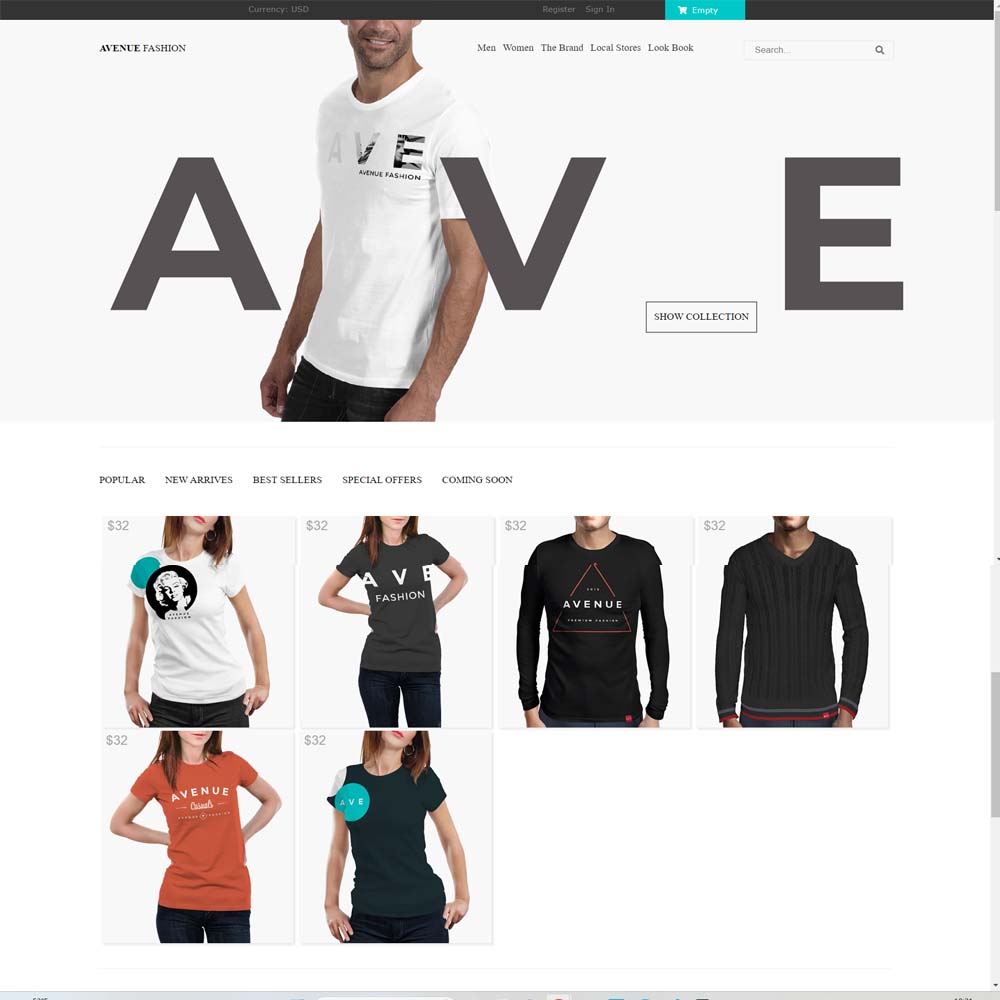 Currency: USD
Register Sign In
Empty
AVENUE FASHION
Men Women The Brand Local Stores Look Book
Search...
AVE
AVENUE FASHION
A V E
SHOW COLLECTION
POPULAR NEW ARRIVES BEST SELLERS SPECIAL OFFERS COMING SOON
$32
$32
$32
$32
AVENUE
FASHION
AVE
FASHION
2015
AVENUE
PREMIUM FASHION
$32
$32
AVENUE
Casuals
AVENUE FASHION
AVE